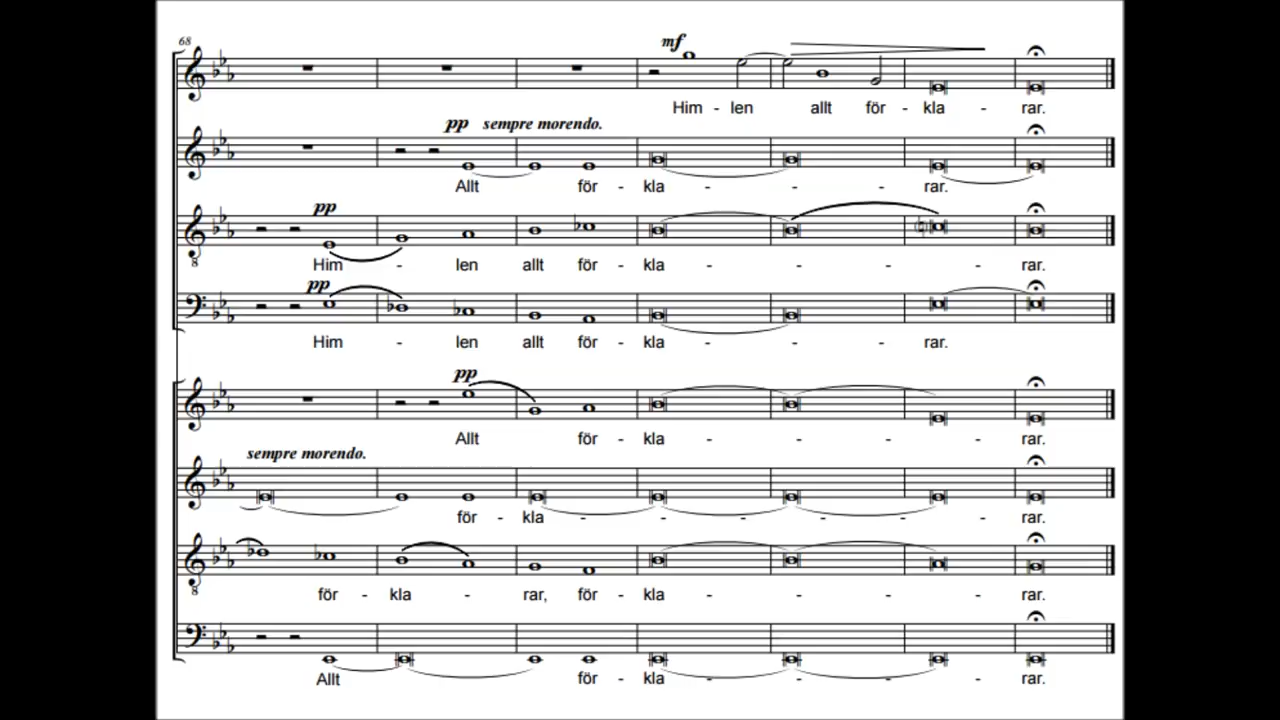 68
mf
Him - len allt för - kla - rar.
pp sempre morendo.
Allt för - kla - - - rar.
pp
Him - len allt för - kla - - - - rar.
pp
Him - len allt för - kla - - - rar.
pp
Allt för - kla - - - - rar.
sempre morendo.
för - kla - - - - - - rar.
för - kla - rar, för - kla - - - - rar.
Allt för - kla - - - - rar.